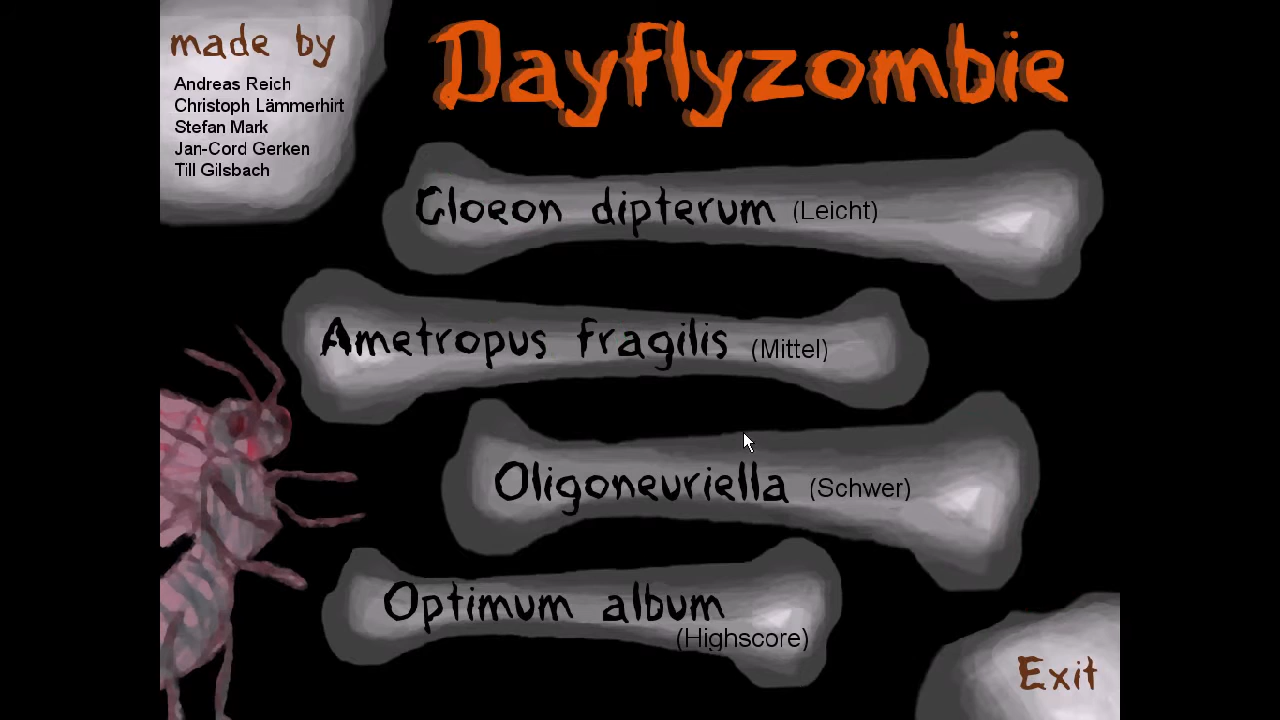 made by
Andreas Reich
Christoph Lämmerhirt
Stefan Mark
Jan-Cord Gerken
Till Gilsbach
Dayflyzombie
Cloeon dipterum (Leicht)
Ametropus fragilis (Mittel)
Oligoneuriella (Schwer)
Optimum album
(Highscore)
Exit